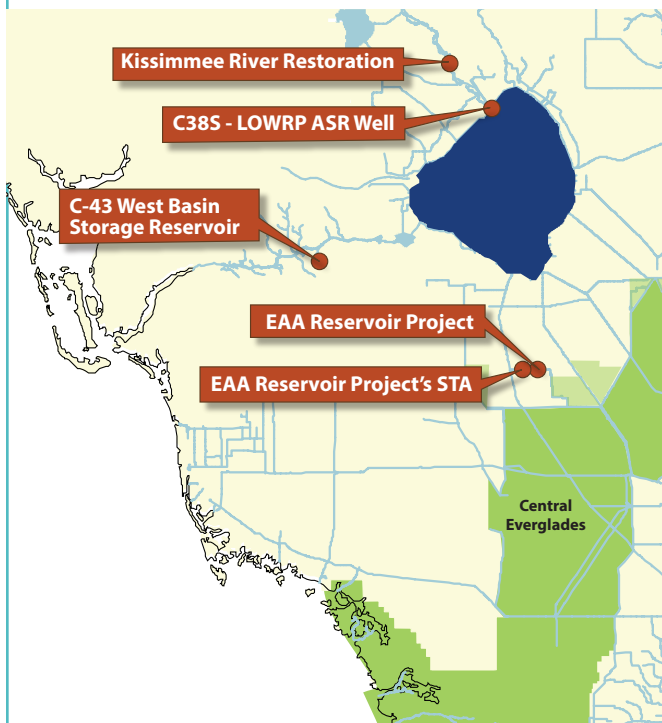 Kissimmee River Restoration
C38S - LOWRP ASR Well
C-43 West Basin
Storage Reservoir
EAA Reservoir Project
EAA Reservoir Project’s STA
Central
Everglades